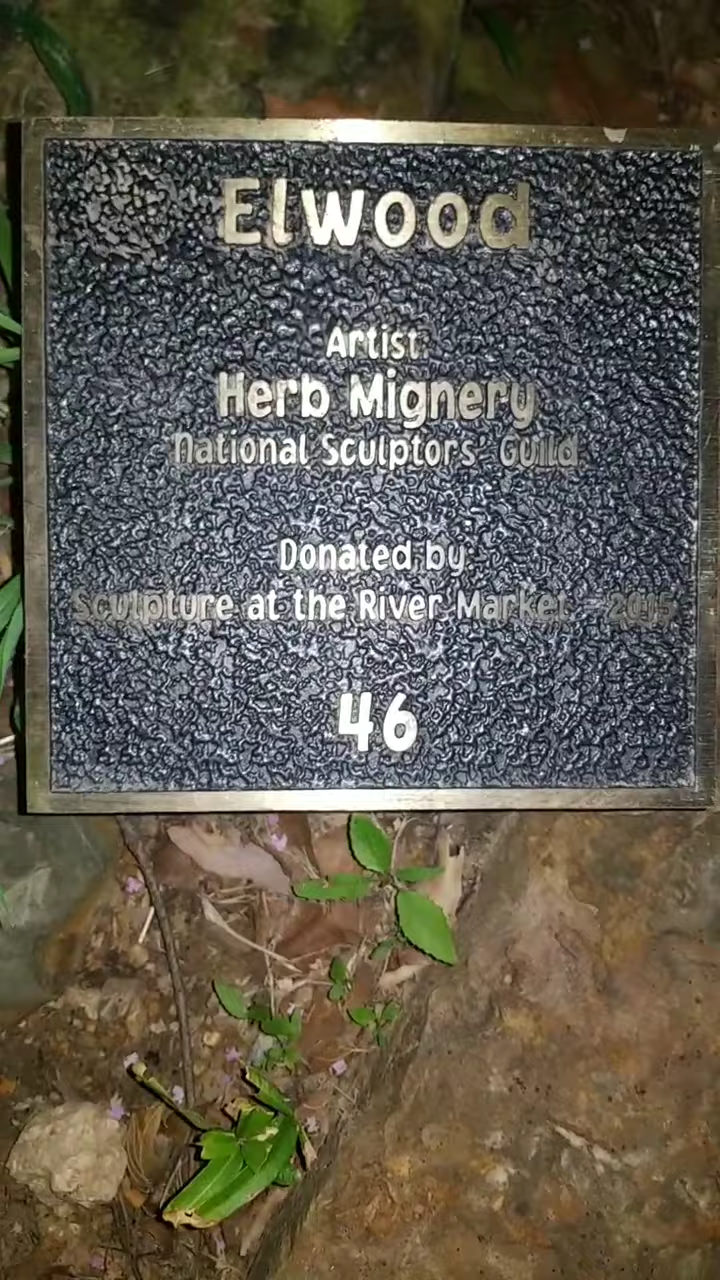 Elwood
Artist:
Herb Mignery
National Sculptors' Guild
Donated by
Sculpture at the River Market - 2015
46